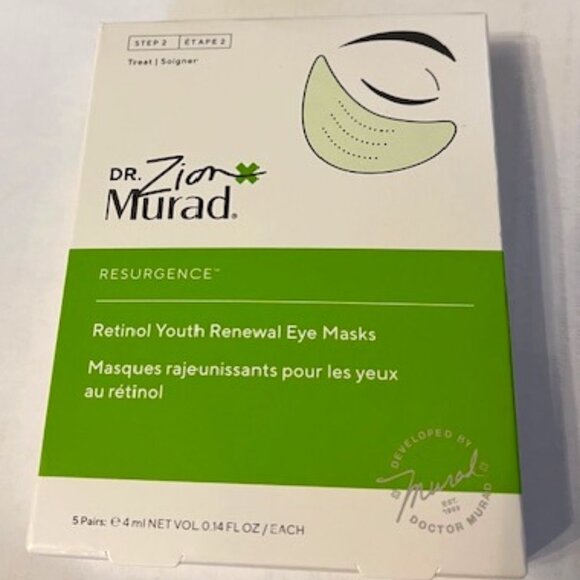 STEP 2 | ÉTAPE 2
Treat | Soigner
DR. Zion
Murad.®
RESURGENCE™
Retinol Youth Renewal Eye Masks
Masques rajeunissants pour les yeux
au rétinol
DEVELOPED BY
Murad
EST.
1989
DOCTOR MURAD
5 Pairs: ℮ 4 ml NET VOL 0.14 FL OZ / EACH